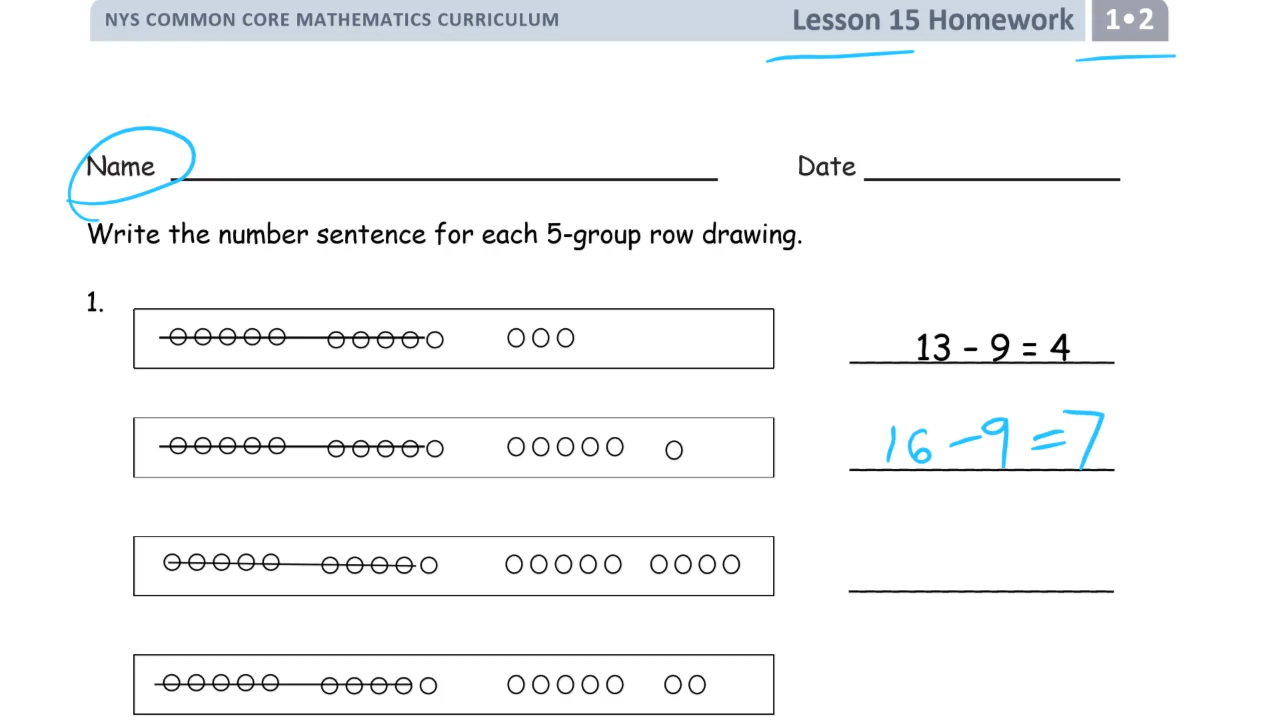 NYS COMMON CORE MATHEMATICS CURRICULUM Lesson 15 Homework 1•2
Name Date
Write the number sentence for each 5-group row drawing.
1.
13 - 9 = 4
16 - 9 = 7